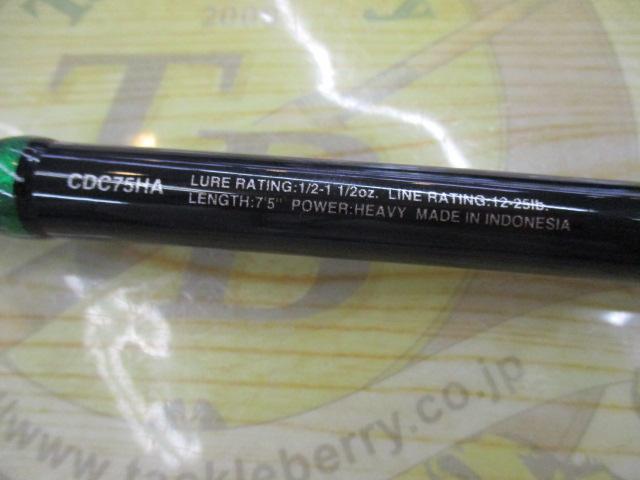 CDC75HA
LURE RATING:1/2-1 1/2oz. LINE RATING:12-25lb.
LENGTH:7'5" POWER:HEAVY MADE IN INDONESIA
TB
www.tackleberry.co.jp